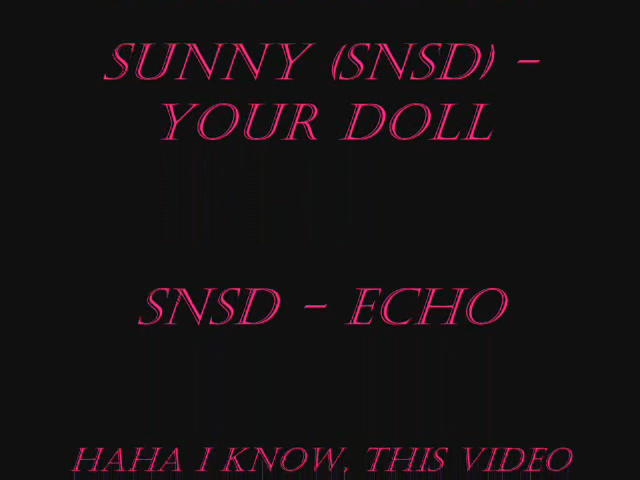 SUNNY (SNSD) -
YOUR DOLL
SNSD - ECHO
HAHA I KNOW, THIS VIDEO